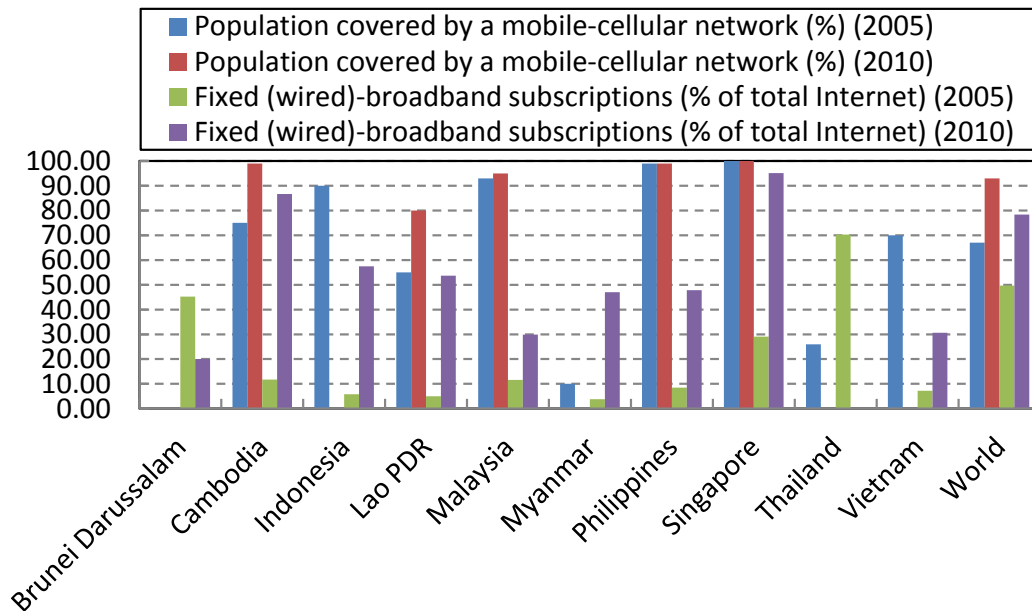 Population covered by a mobile-cellular network (%) (2005)
Population covered by a mobile-cellular network (%) (2010)
Fixed (wired)-broadband subscriptions (% of total Internet) (2005)
Fixed (wired)-broadband subscriptions (% of total Internet) (2010)
100.00
90.00
80.00
70.00
60.00
50.00
40.00
30.00
20.00
10.00
0.00
Brunei Darussalam
Cambodia
Indonesia
Lao PDR
Malaysia
Myanmar
Philippines
Singapore
Thailand
Vietnam
World